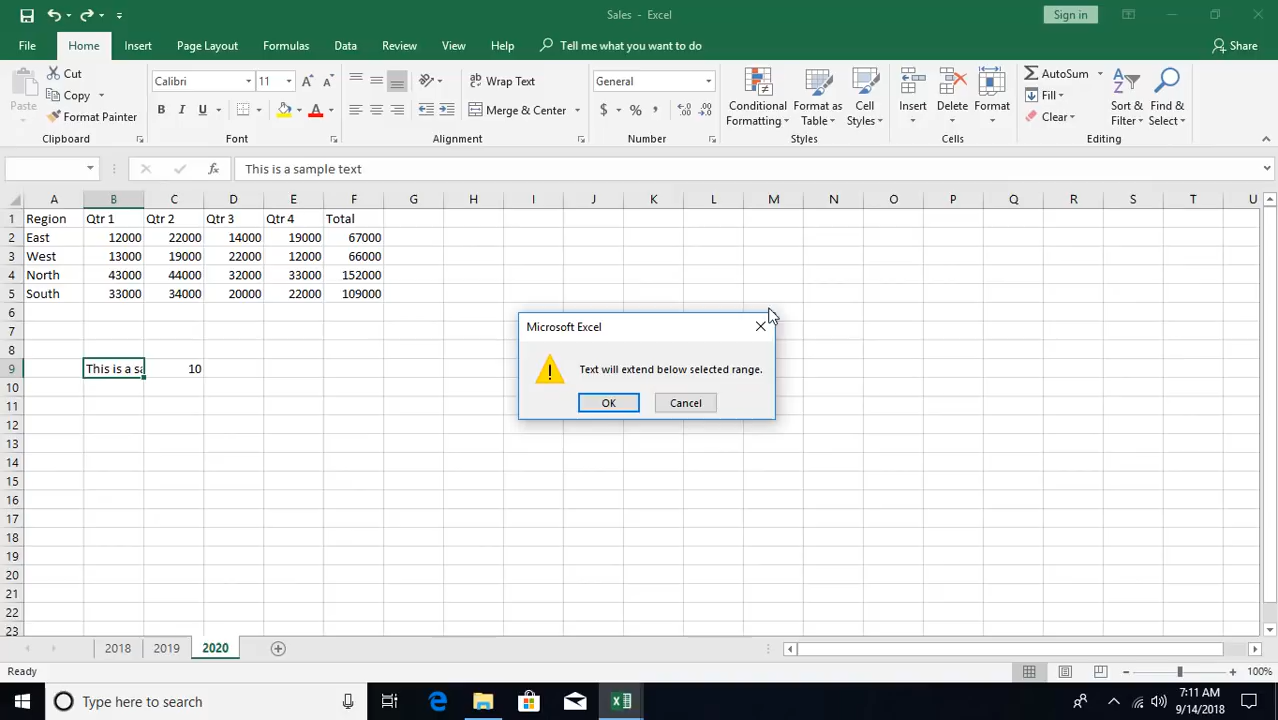 Sales - Excel
Sign in
File Home Insert Page Layout Formulas Data Review View Help Tell me what you want to do Share
Paste Cut Copy Format Painter Clipboard
Calibri 11 B I U A A A Font
ab Wrap Text Merge & Center Alignment
General $ % , .00 Number
Conditional Formatting Format as Table Cell Styles Styles
Insert Delete Format Cells
AutoSum Fill Clear Sort & Filter Find & Select Editing
fx This is a sample text
A B C D E F G H I J K L M N O P Q R S T U
1 Region Qtr 1 Qtr 2 Qtr 3 Qtr 4 Total
2 East 12000 22000 14000 19000 67000
3 West 13000 19000 22000 12000 66000
4 North 43000 44000 32000 33000 152000
5 South 33000 34000 20000 22000 109000
6
7
8
9 This is a sa 10
10
11
12
13
14
15
16
17
18
19
20
21
22
23
Microsoft Excel
Text will extend below selected range.
OK Cancel
2018 2019 2020
Ready 100%
Type here to search
7:11 AM
9/14/2018